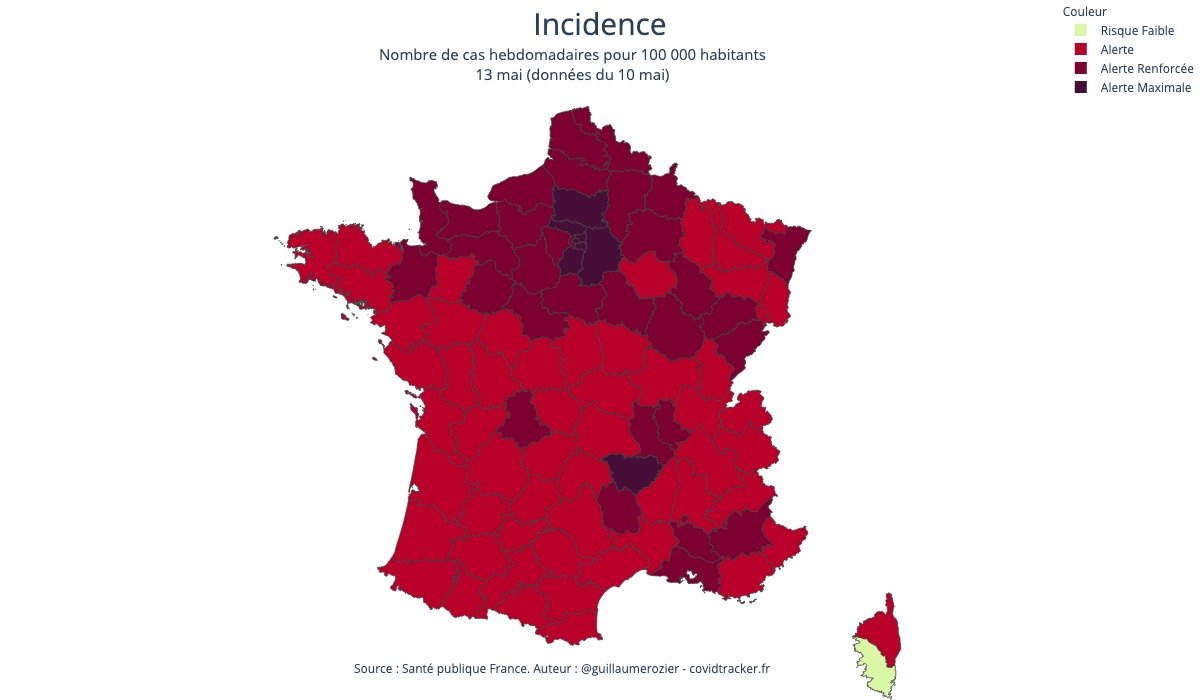 Incidence
Nombre de cas hebdomadaires pour 100 000 habitants
13 mai (données du 10 mai)
Couleur
Risque Faible
Alerte
Alerte Renforcée
Alerte Maximale
Source : Santé publique France. Auteur : @guillaumerozier - covidtracker.fr